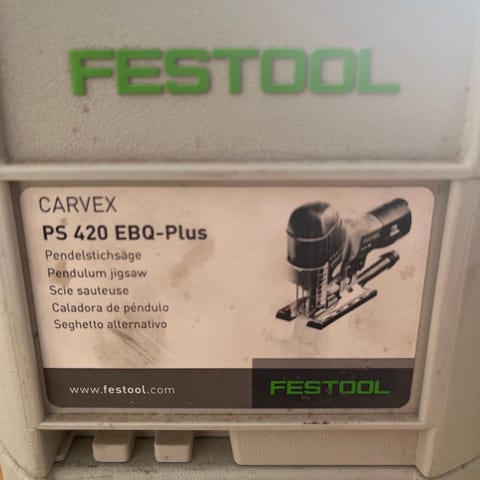 FESTOOL
CARVEX
PS 420 EBQ-Plus
Pendelstichsäge
Pendulum jigsaw
Scie sauteuse
Caladora de péndulo
Seghetto alternativo
FESTOOL
www.festool.com
FESTOOL